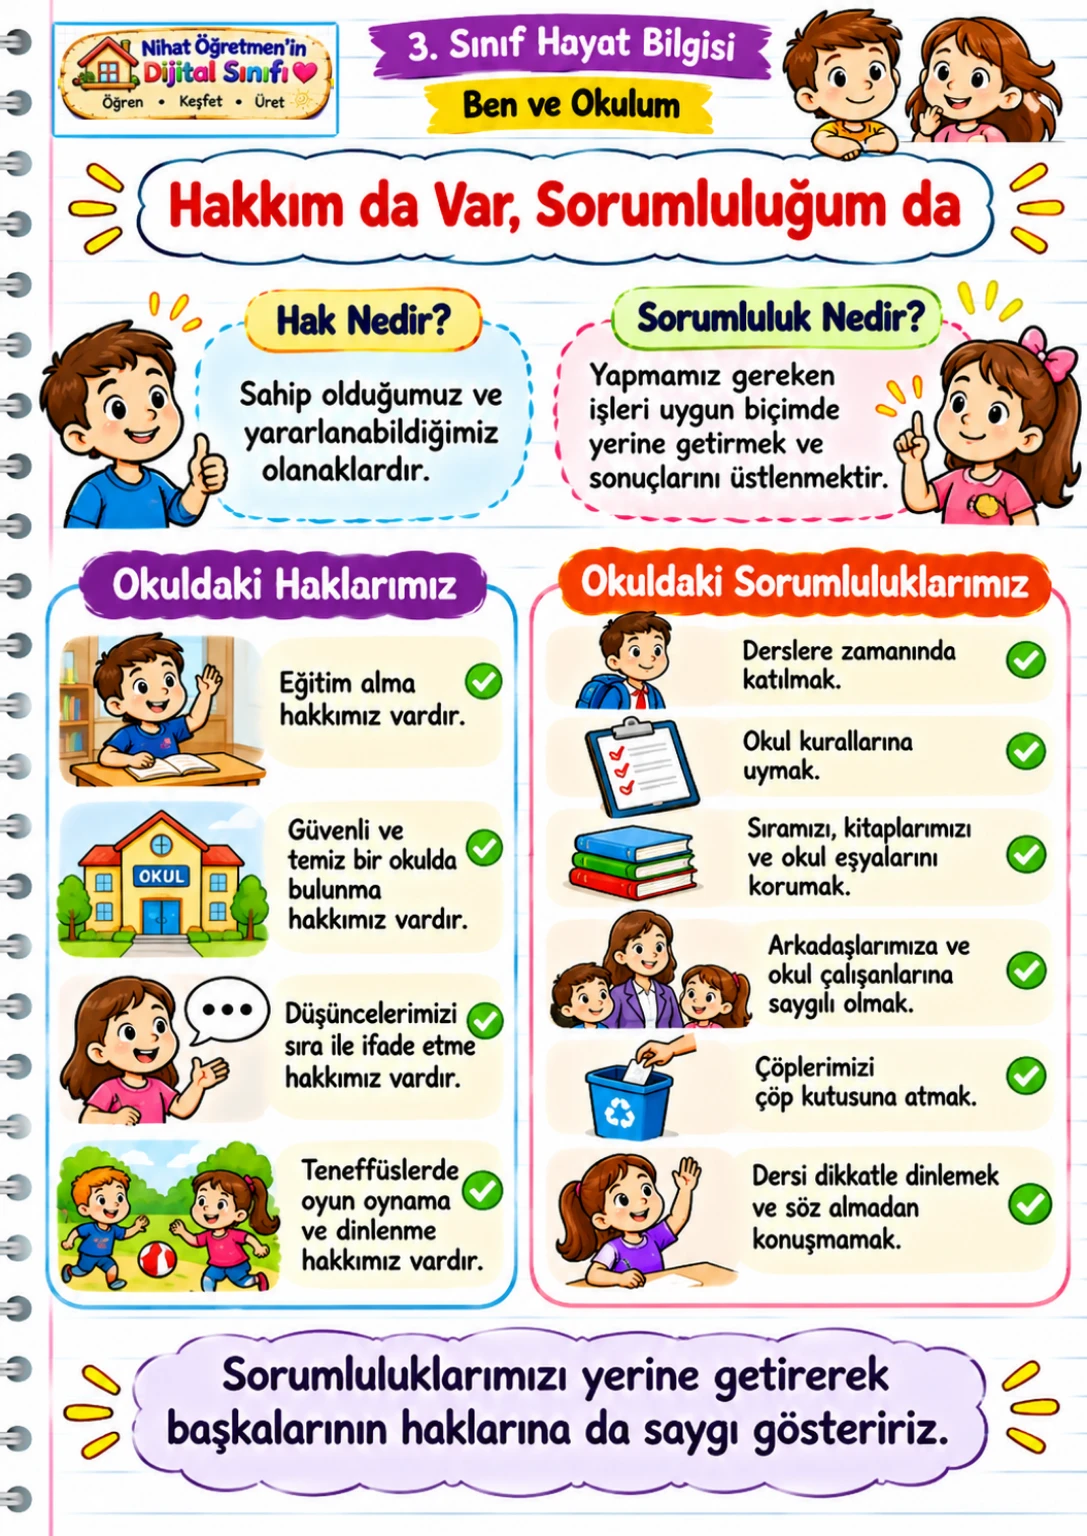 Nihat Öğretmen'in
Dijital Sınıfı
Öğren • Keşfet • Üret
3. Sınıf Hayat Bilgisi
Ben ve Okulum
Hakkım da Var, Sorumluluğum da
Hak Nedir?
Sahip olduğumuz ve
yararlanabildiğimiz
olanaklardır.
Sorumluluk Nedir?
Yapmamız gereken
işleri uygun biçimde
yerine getirmek ve
sonuçlarını üstlenmektir.
Okuldaki Haklarımız
Eğitim alma
hakkımız vardır.
OKUL
Güvenli ve
temiz bir okulda
bulunma
hakkımız vardır.
Düşüncelerimizi
sıra ile ifade etme
hakkımız vardır.
Teneffüslerde
oyun oynama
ve dinlenme
hakkımız vardır.
Okuldaki Sorumluluklarımız
Derslere zamanında
katılmak.
Okul kurallarına
uymak.
Sıramızı, kitaplarımızı
ve okul eşyalarını
korumak.
Arkadaşlarımıza ve
okul çalışanlarına
saygılı olmak.
Çöplerimizi
çöp kutusuna atmak.
Dersi dikkatle dinlemek
ve söz almadan
konuşmamak.
Sorumluluklarımızı yerine getirerek
başkalarının haklarına da saygı gösteririz.